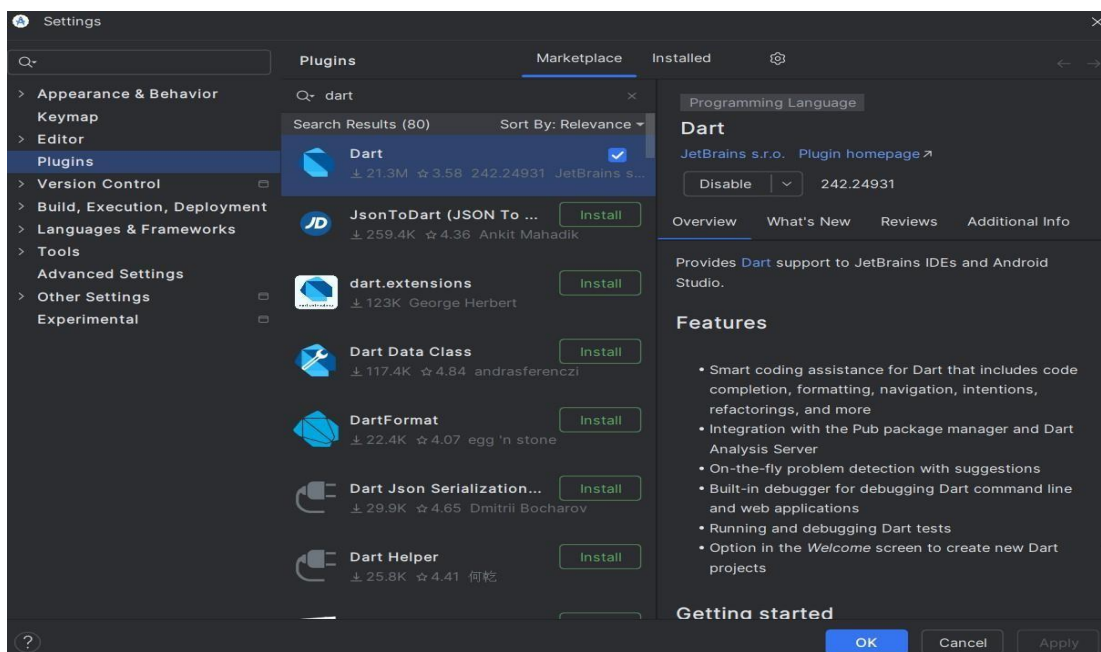 Settings
Plugins
Marketplace
Installed
Appearance & Behavior
Keymap
Editor
Plugins
Version Control
Build, Execution, Deployment
Languages & Frameworks
Tools
Advanced Settings
Other Settings
Experimental
dart
Search Results (80) Sort By: Relevance
Dart
21.3M 3.58 242.24931 JetBrains s...
JsonToDart (JSON To ... Install
259.4K 4.36 Ankit Mahadik
dart.extensions Install
123K George Herbert
Dart Data Class Install
117.4K 4.84 andrasferenczi
DartFormat Install
22.4K 4.07 egg 'n stone
Dart Json Serialization... Install
29.9K 4.65 Dmitrii Bocharov
Dart Helper Install
25.8K 4.41 何乾
Programming Language
Dart
JetBrains s.r.o. Plugin homepage ↗
Disable 242.24931
Overview What's New Reviews Additional Info
Provides Dart support to JetBrains IDEs and Android
Studio.
Features
• Smart coding assistance for Dart that includes code
completion, formatting, navigation, intentions,
refactorings, and more
• Integration with the Pub package manager and Dart
Analysis Server
• On-the-fly problem detection with suggestions
• Built-in debugger for debugging Dart command line
and web applications
• Running and debugging Dart tests
• Option in the Welcome screen to create new Dart
projects
Getting started
?
OK Cancel Apply